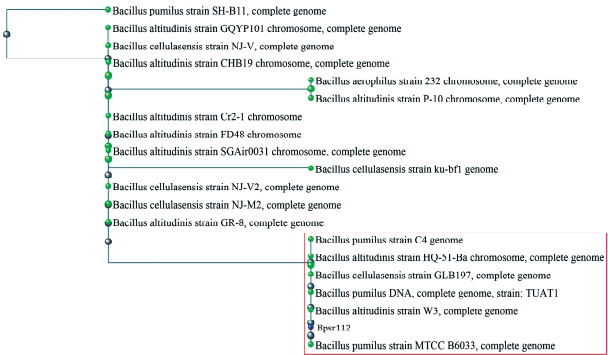 Bacillus pumilus strain SH-B11, complete genome
Bacillus altitudinis strain GQYP101 chromosome, complete genome
Bacillus cellulasensis strain NJ-V, complete genome
Bacillus altitudinis strain CHB19 chromosome, complete genome
Bacillus aerophilus strain 232 chromosome, complete genome
Bacillus altitudinis strain P-10 chromosome, complete genome
Bacillus altitudinis strain Cr2-1 chromosome
Bacillus altitudinis strain FD48 chromosome
Bacillus altitudinis strain SGAir0031 chromosome, complete genome
Bacillus cellulasensis strain ku-bf1 genome
Bacillus cellulasensis strain NJ-V2, complete genome
Bacillus cellulasensis strain NJ-M2, complete genome
Bacillus altitudinis strain GR-8, complete genome
Bacillus pumilus strain C4 genome
Bacillus altitudinis strain HQ-51-Ba chromosome, complete genome
Bacillus cellulasensis strain GLB197, complete genome
Bacillus pumilus DNA, complete genome, strain: TUAT1
Bacillus altitudinis strain W3, complete genome
Bpsr112
Bacillus pumilus strain MTCC B6033, complete genome